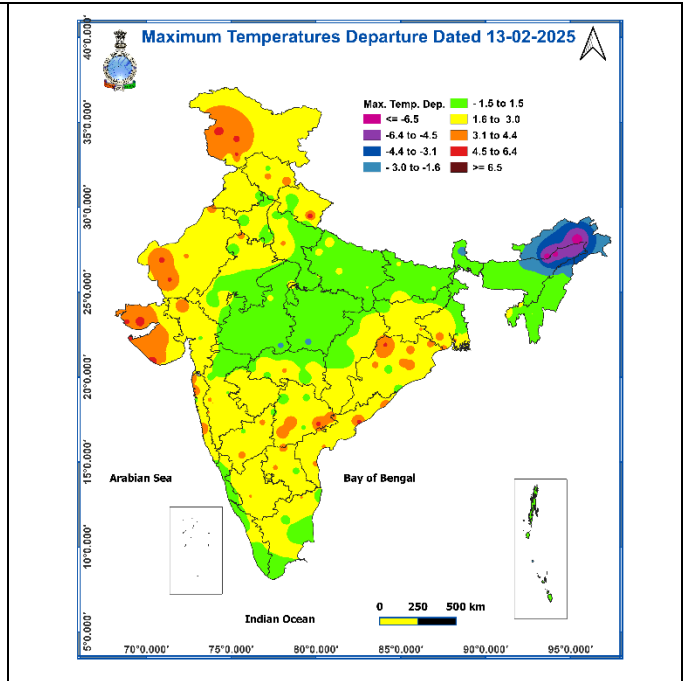 Maximum Temperatures Departure Dated 13-02-2025
Max. Temp. Dep.
<= -6.5
-6.4 to -4.5
-4.4 to -3.1
- 3.0 to -1.6
- 1.5 to 1.5
1.6 to 3.0
3.1 to 4.4
4.5 to 6.4
>= 6.5
40°0.000'
35°0.000'
30°0.000'
25°0.000'
20°0.000'
15°0.000'
10°0.000'
5°0.000'
Arabian Sea
Bay of Bengal
Indian Ocean
0 250 500 km
70°0.000' 75°0.000' 80°0.000' 85°0.000' 90°0.000' 95°0.000'